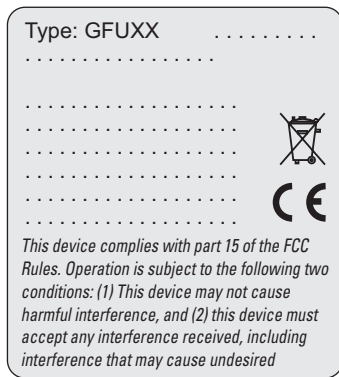 Type: GFUXX . . . . . . . . .
. . . . . . . . . . . . . . . . .
. . . . . . . . . . . . . . . . . . .
. . . . . . . . . . . . . . . . . . .
. . . . . . . . . . . . . . . . . . .
. . . . . . . . . . . . . . . . . . .
. . . . . . . . . . . . . . . . . . .
. . . . . . . . . . . . . . . . . . .
CE
This device complies with part 15 of the FCC
Rules. Operation is subject to the following two
conditions: (1) This device may not cause
harmful interference, and (2) this device must
accept any interference received, including
interference that may cause undesired